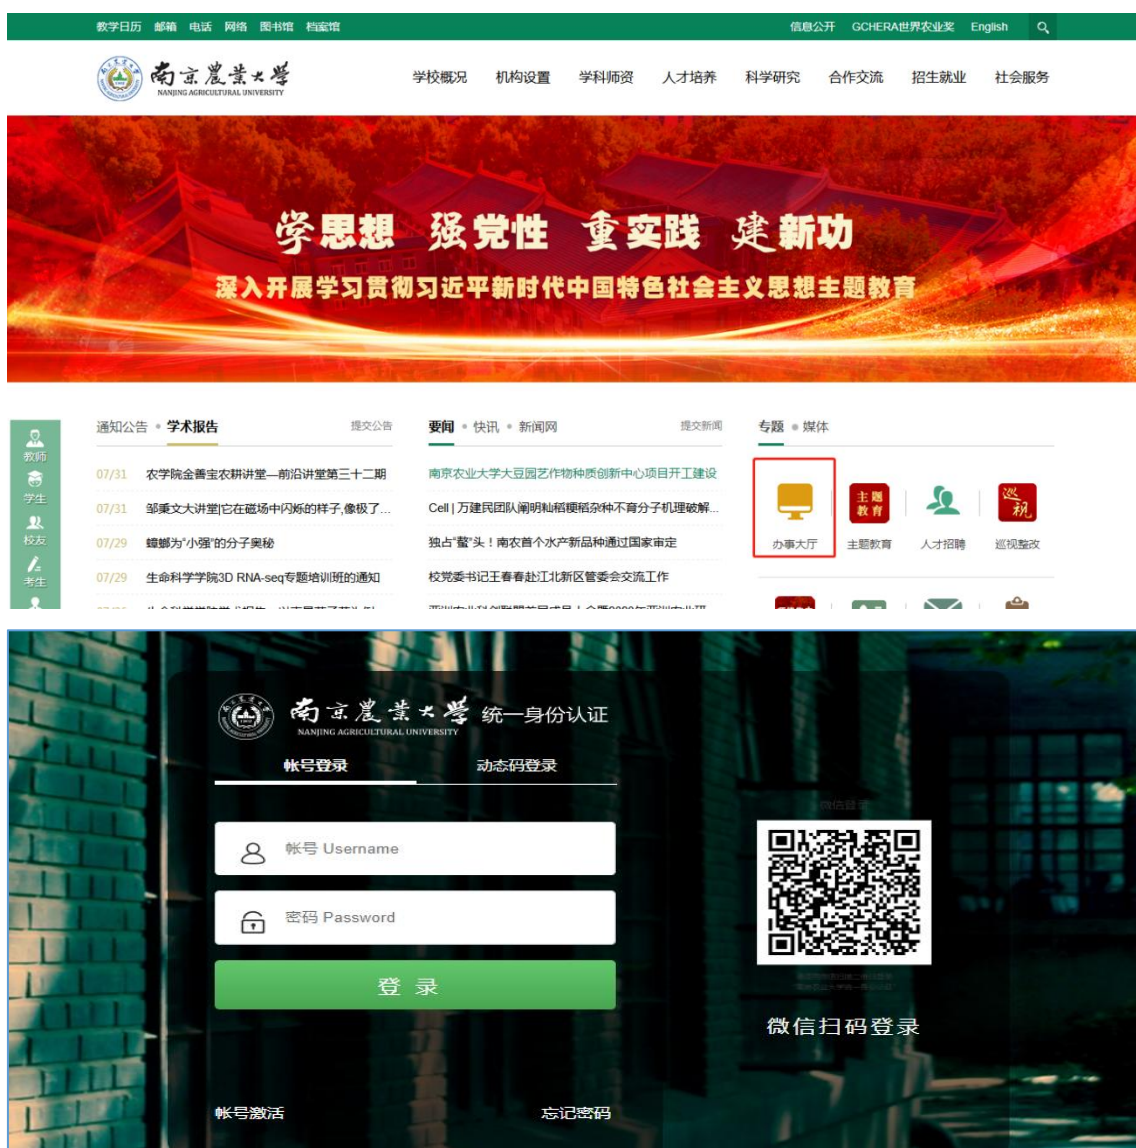 教学日历 邮箱 电话 网络 图书馆 档案馆
信息公开 GCHERA世界农业奖 English
南京農業大學
NANJING AGRICULTURAL UNIVERSITY
学校概况 机构设置 学科师资 人才培养 科学研究 合作交流 招生就业 社会服务
学思想 强党性 重实践 建新功
深入开展学习贯彻习近平新时代中国特色社会主义思想主题教育
教师
学生
校友
考生
通知公告 学术报告 提交公告
07/31 农学院金善宝农耕讲堂—前沿讲堂第三十二期
07/31 邹秉文大讲堂|它在磁场中闪烁的样子,像极了...
07/29 蟑螂为“小强”的分子奥秘
07/29 生命科学学院3D RNA-seq专题培训班的通知
要闻 快讯 新闻网 提交新闻
南京农业大学大豆园艺作物种质创新中心项目开工建设
Cell | 万建民团队阐明籼稻粳稻杂种不育分子机理破解...
独占“鳌”头！南农首个水产新品种通过国家审定
校党委书记王春春赴江北新区管委会交流工作
专题 媒体
主题
教育
巡视
办事大厅 主题教育 人才招聘 巡视整改
南京農業大學 统一身份认证
NANJING AGRICULTURAL UNIVERSITY
帐号登录 动态码登录
帐号 Username
密码 Password
登 录
帐号激活 忘记密码
微信登录
微信扫码登录